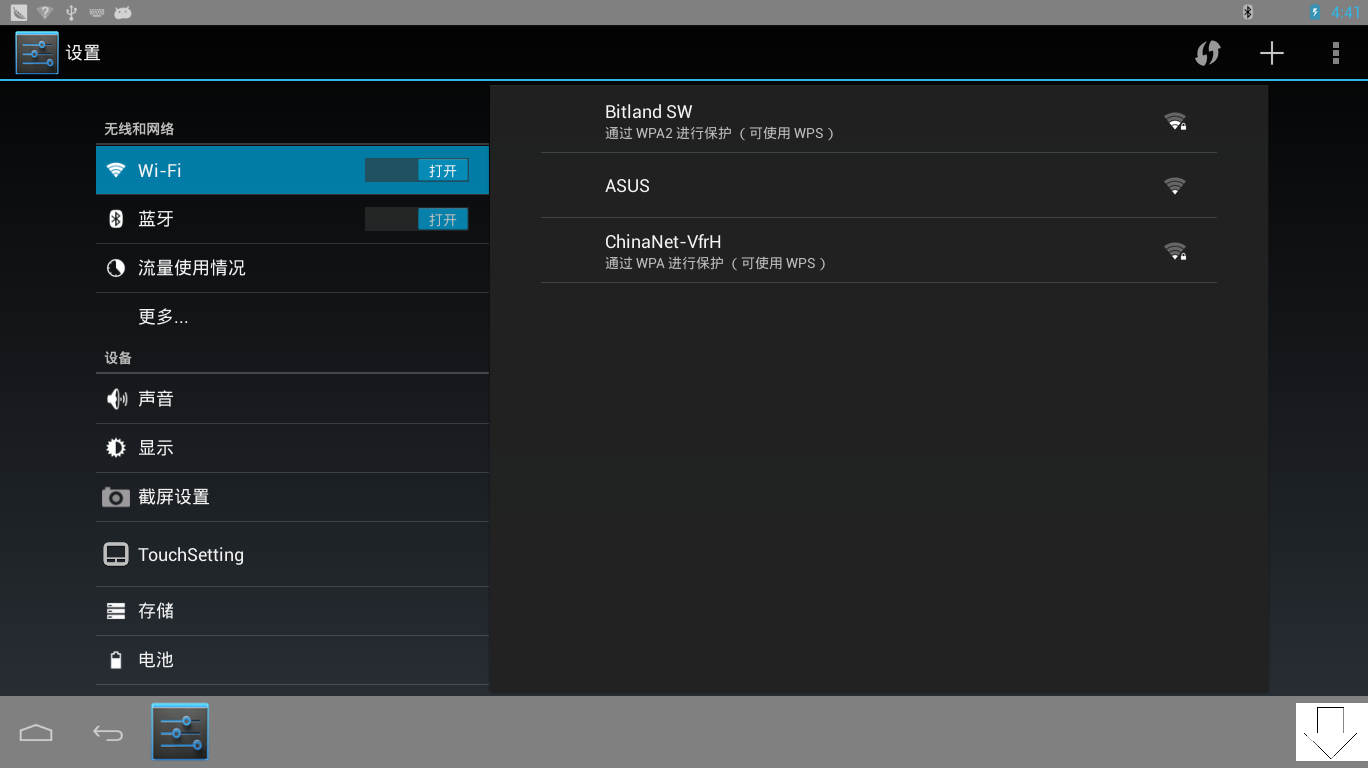 4:41
设置
无线和网络
Wi-Fi
打开
蓝牙
打开
流量使用情况
更多...
设备
声音
显示
截屏设置
TouchSetting
存储
电池
Bitland SW
通过 WPA2 进行保护 （可使用 WPS ）
ASUS
ChinaNet-VfrH
通过 WPA 进行保护 （可使用 WPS ）